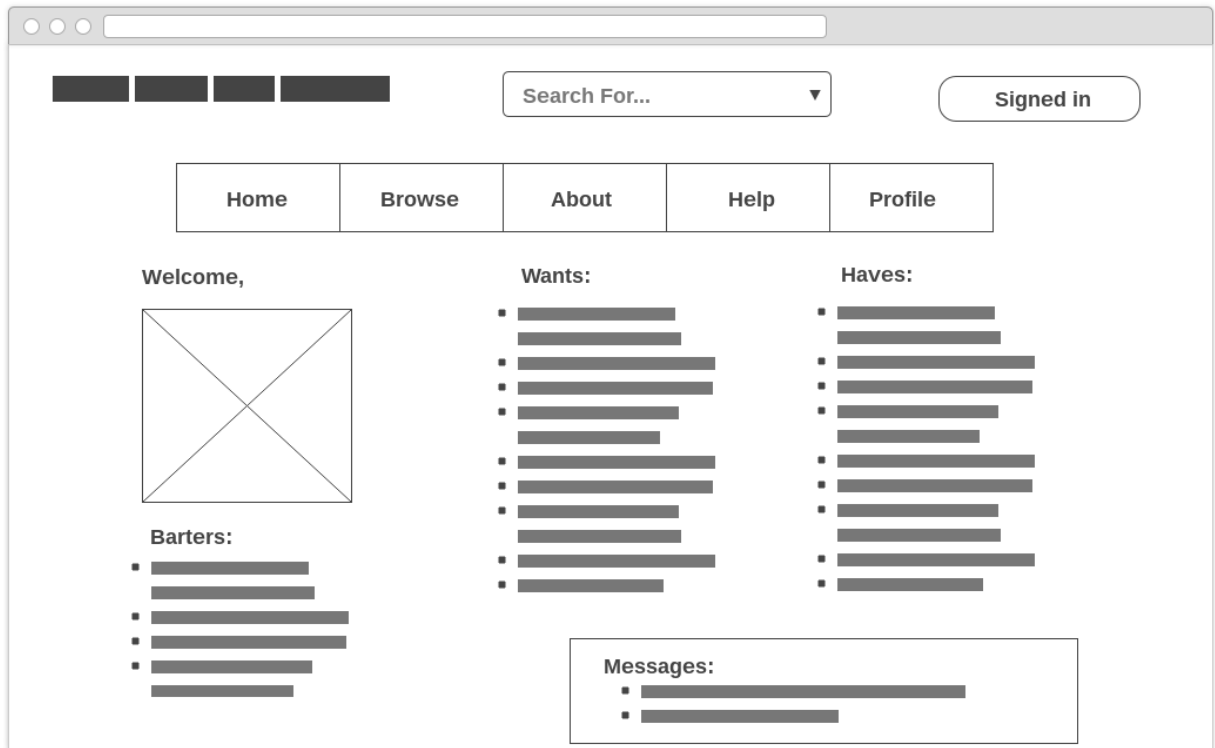 Search For... ▼
Signed in
Home Browse About Help Profile
Welcome,
Wants:
Haves:
Barters:
Messages: